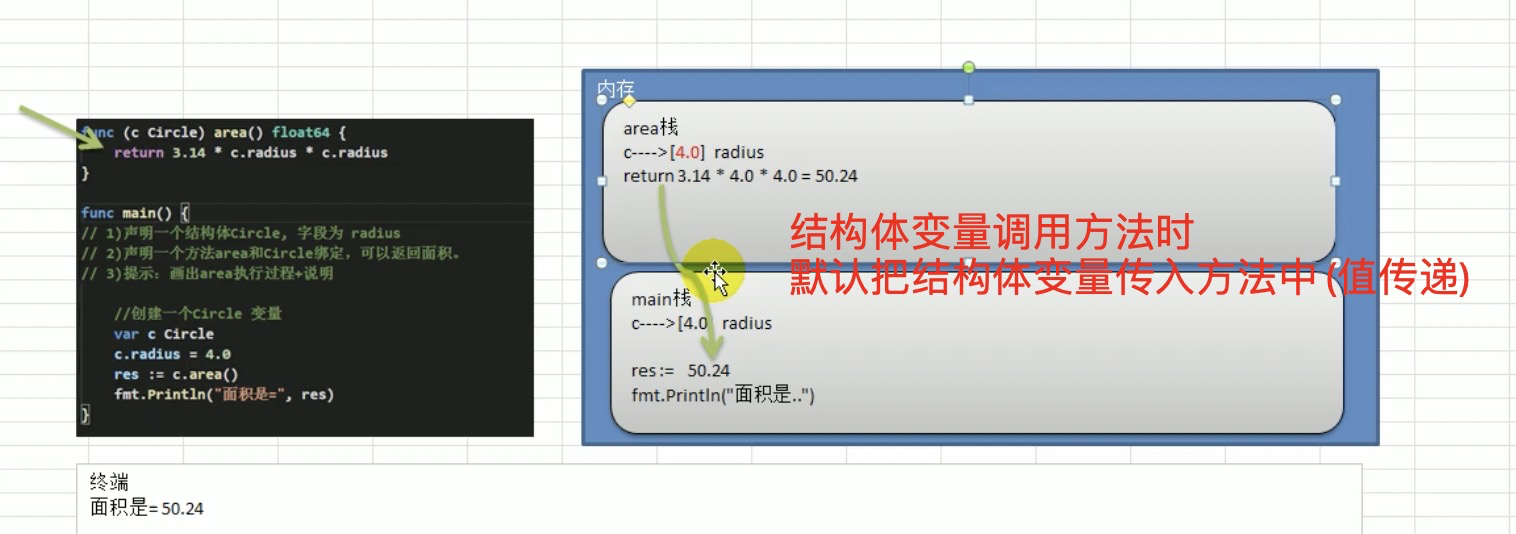 func (c Circle) area() float64 {
return 3.14 * c.radius * c.radius
}
func main() {
// 1)声明一个结构体Circle, 字段为 radius
// 2)声明一个方法area和Circle绑定，可以返回面积。
// 3)提示：画出area执行过程+说明
//创建一个Circle 变量
var c Circle
c.radius = 4.0
res := c.area()
fmt.Println("面积是=", res)
}
内存
area栈
c---->[4.0] radius
return 3.14 * 4.0 * 4.0 = 50.24
结构体变量调用方法时
默认把结构体变量传入方法中(值传递)
main栈
c---->[4.0] radius
res := 50.24
fmt.Println("面积是..")
终端
面积是= 50.24